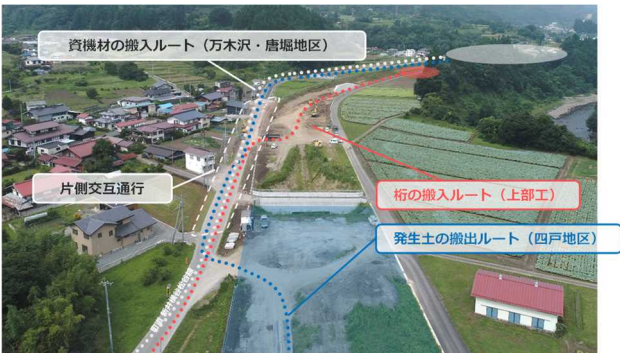 資機材の搬入ルート（万木沢・唐堀地区）
片側交互通行
桁の搬入ルート（上部工）
発生土の搬出ルート（四戸地区）